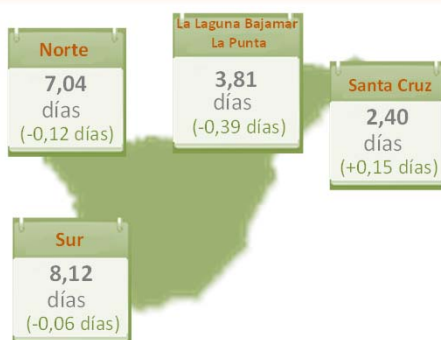 Norte
7,04
días
(-0,12 días)
La Laguna Bajamar
La Punta
3,81
días
(-0,39 días)
Santa Cruz
2,40
días
(+0,15 días)
Sur
8,12
días
(-0,06 días)